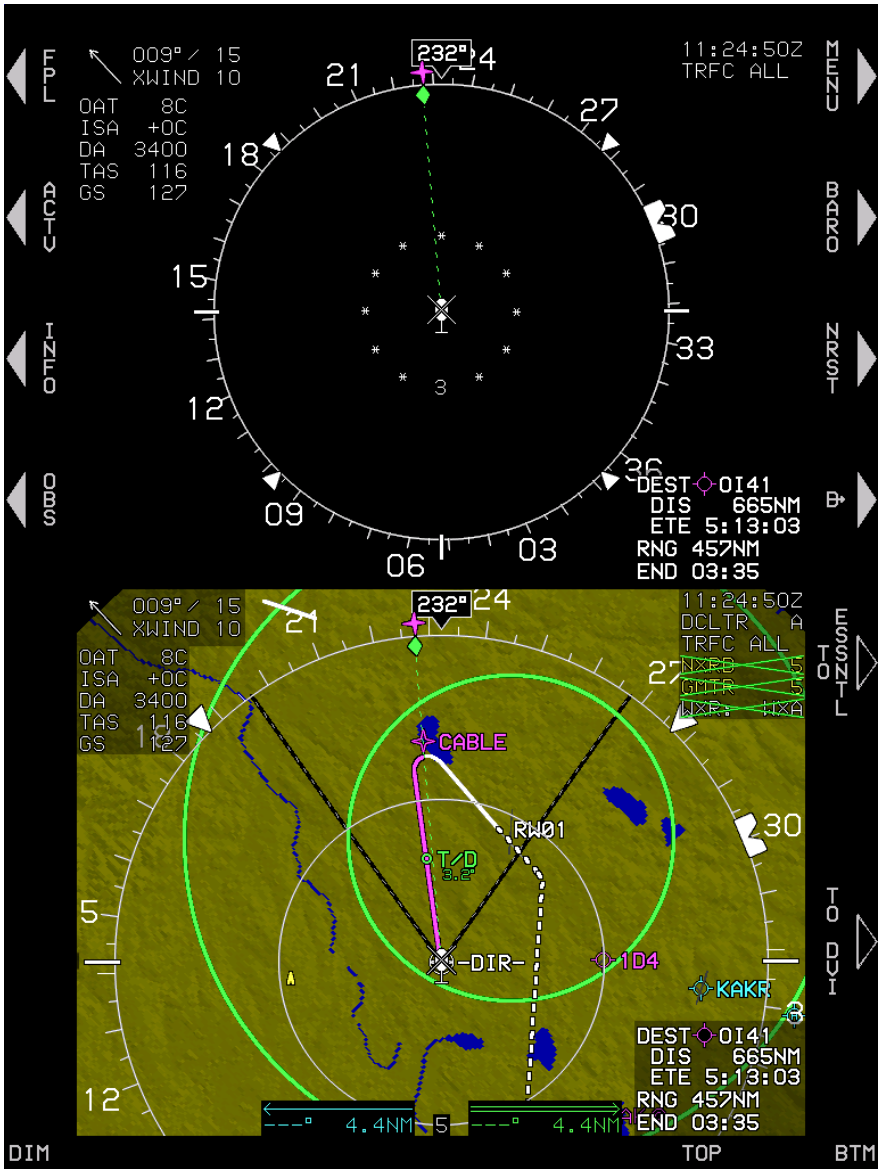 FPL
ACTV
INFO
OBS
009°/ 15
XWIND 10
OAT 8C
ISA +0C
DA 3400
TAS 116
GS 127
232°
21
24
27
30
33
36
03
06
09
12
15
18
3
11:24:50Z
TRFC ALL
MENU
BARO
NRST
DEST OI41
DIS 665NM
ETE 5:13:03
RNG 457NM
END 03:35
009°/ 15
XWIND 10
OAT 8C
ISA +0C
DA 3400
TAS 116
GS 127
232°
21
24
27
30
12
11:24:50Z
DCLTR A
TRFC ALL
NXRD 5
GMTR 5
WXR: WXA
ESSNTL
TO
TO DVI
CABLE
RW01
T/D
3.2°
-DIR-
1D4
KAKR
DEST OI41
DIS 665NM
ETE 5:13:03
RNG 457NM
END 03:35
---° 4.4NM
5
---° 4.4NM
DIM
TOP
BTM